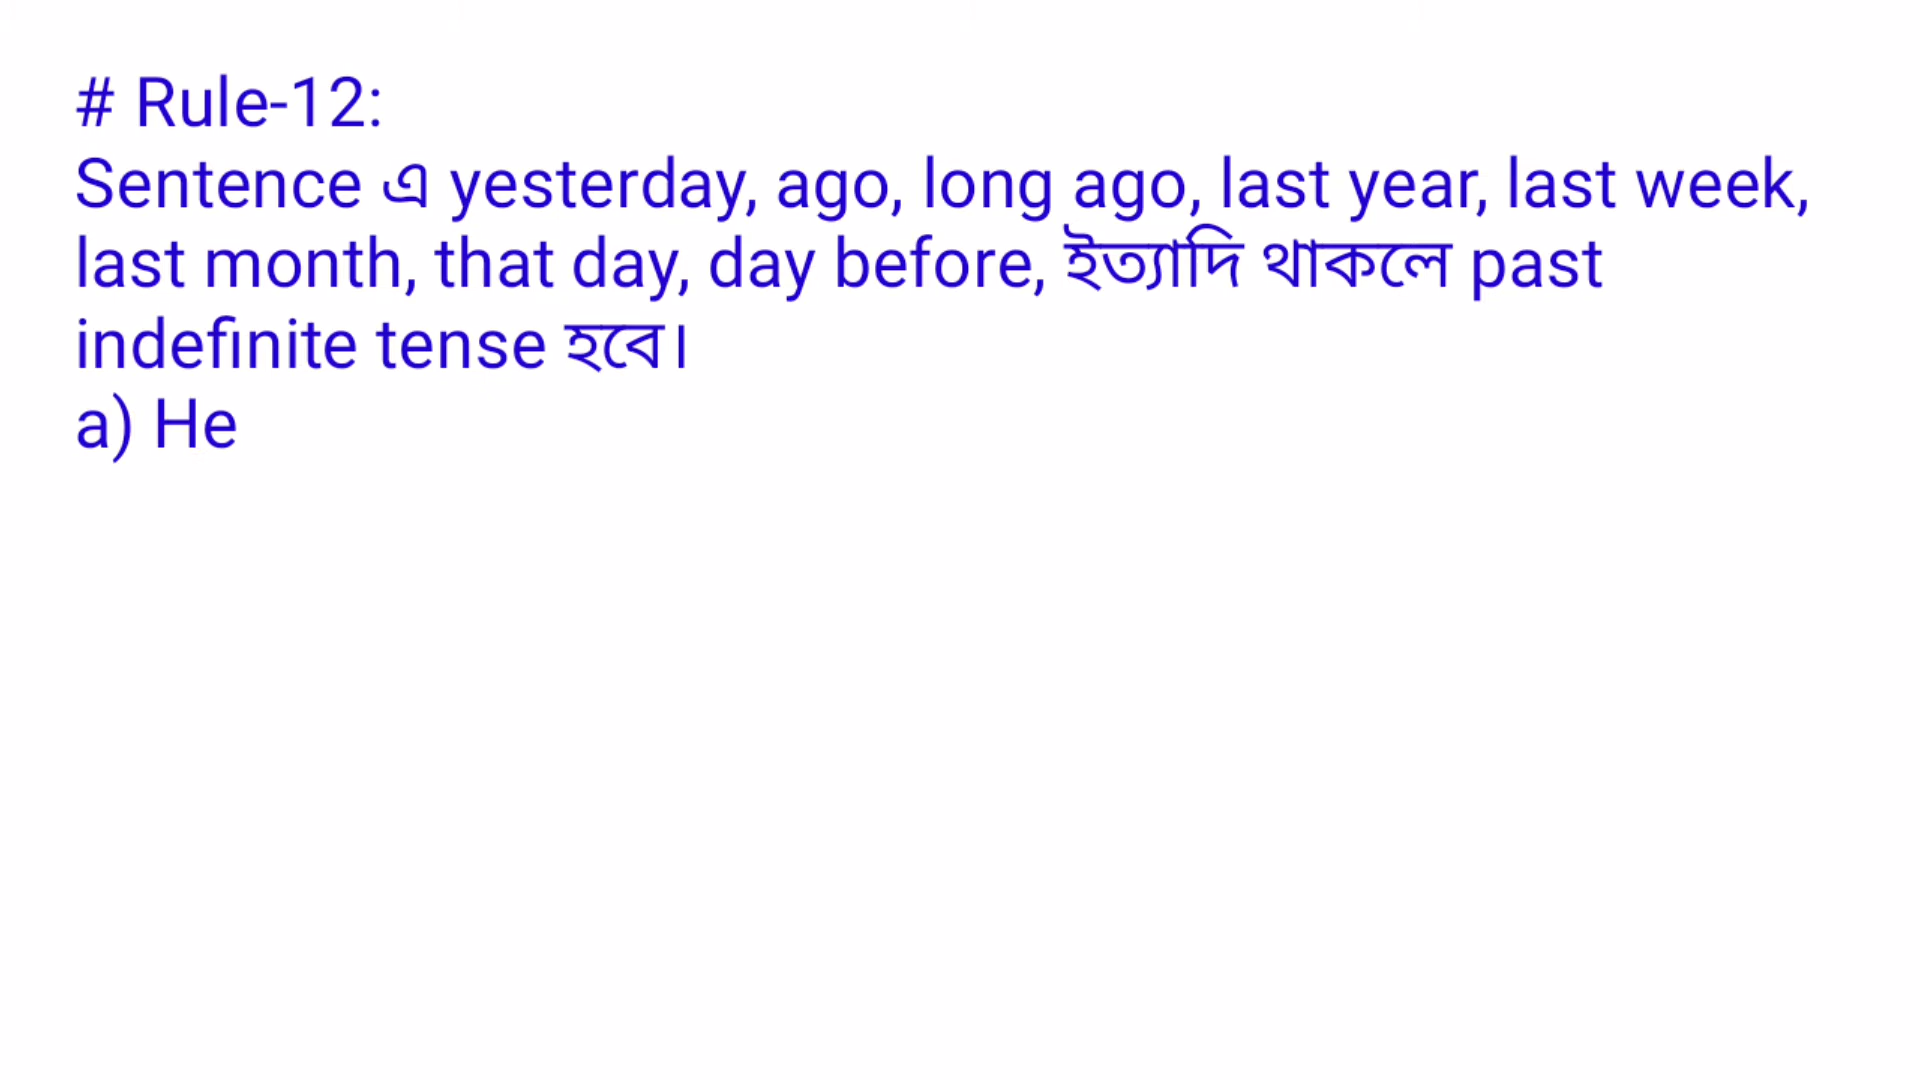 # Rule-12:
Sentence এ yesterday, ago, long ago, last year, last week,
last month, that day, day before, ইত্যাদি থাকলে past
indefinite tense হবে।
a) He